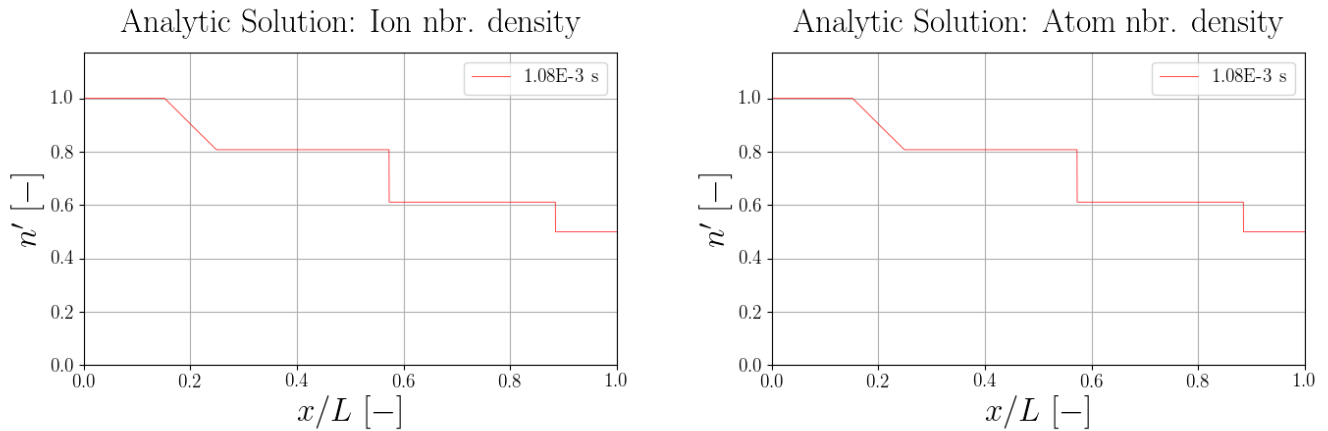 Analytic Solution: Ion nbr. density
1.08E-3 s
1.0
0.8
0.6
0.4
0.2
0.0
n′ [−]
0.0 0.2 0.4 0.6 0.8 1.0
x/L [−]
Analytic Solution: Atom nbr. density
1.08E-3 s
1.0
0.8
0.6
0.4
0.2
0.0
n′ [−]
0.0 0.2 0.4 0.6 0.8 1.0
x/L [−]